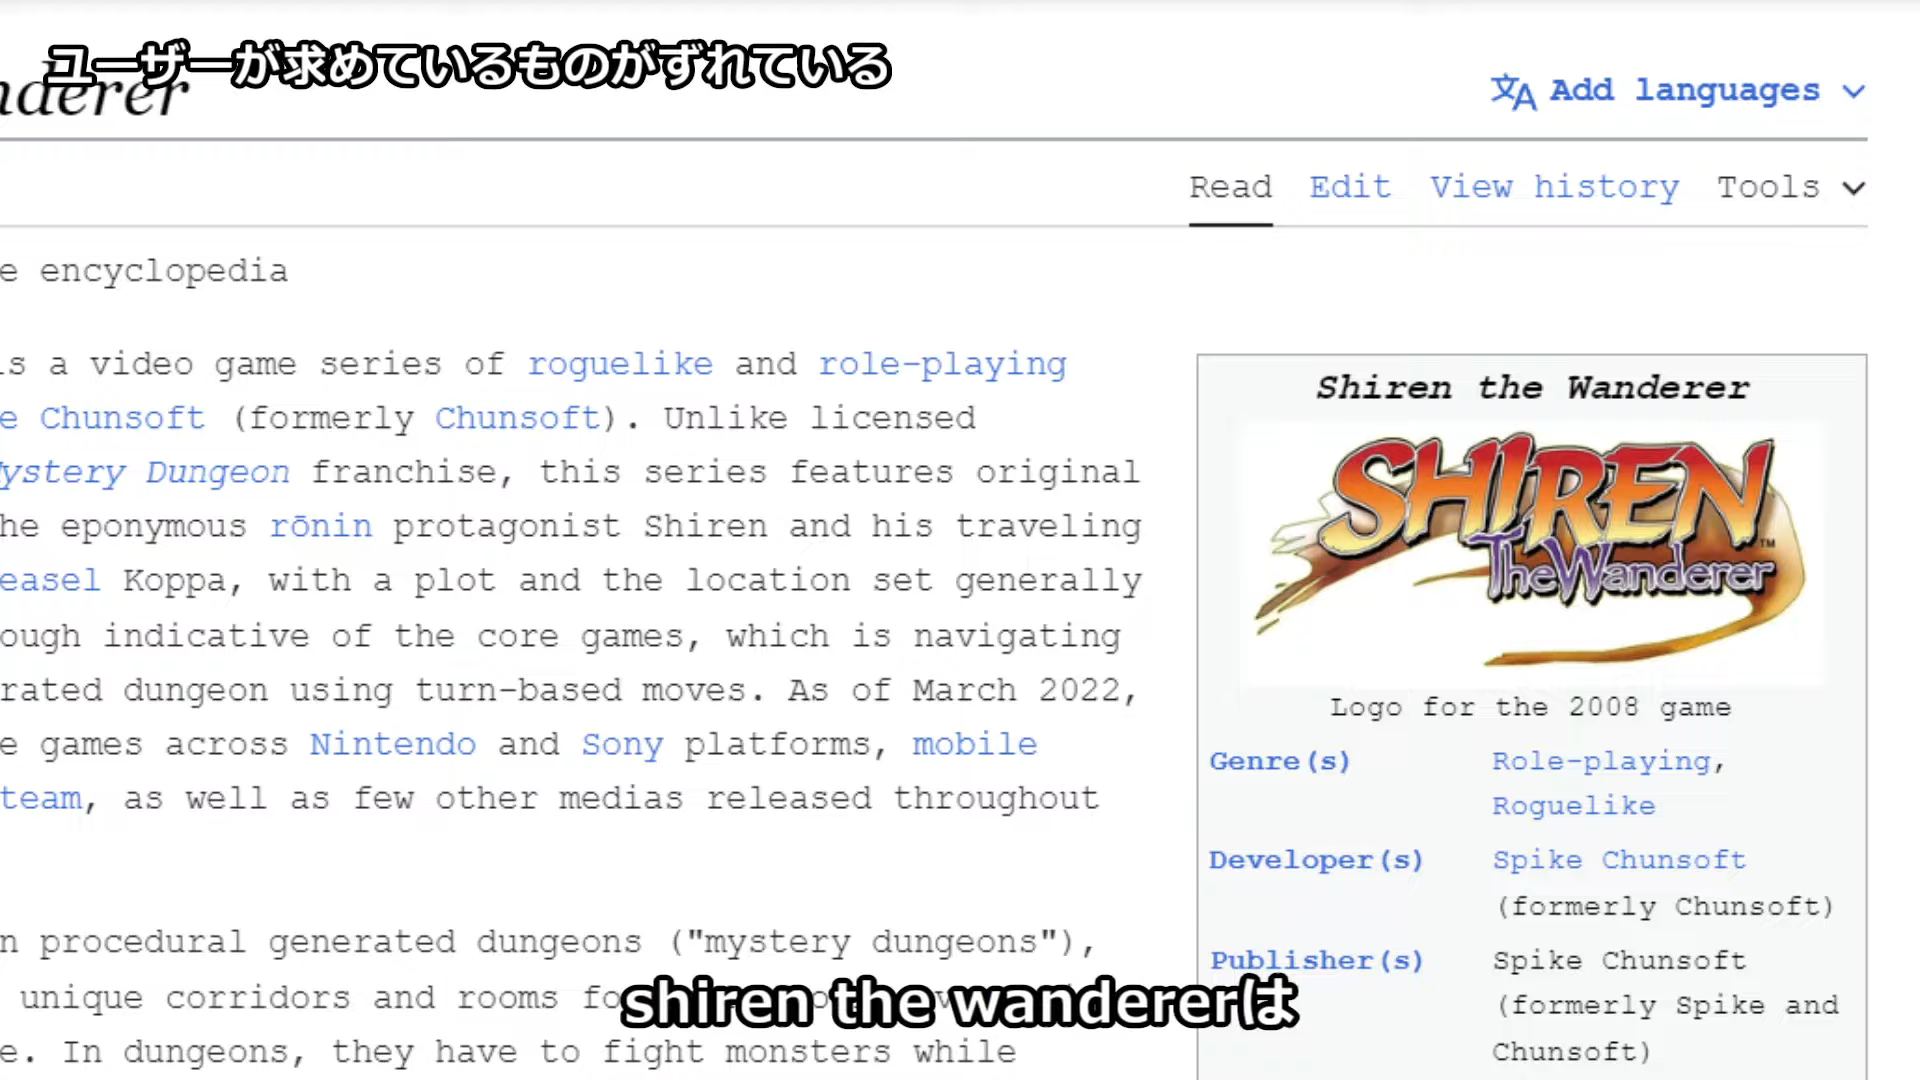 ユーザーが求めているものがずれている
nderer
Add languages
Read Edit View history Tools
e encyclopedia
is a video game series of roguelike and role-playing
e Chunsoft (formerly Chunsoft). Unlike licensed
ystery Dungeon franchise, this series features original
he eponymous rōnin protagonist Shiren and his traveling
easel Koppa, with a plot and the location set generally
ough indicative of the core games, which is navigating
rated dungeon using turn-based moves. As of March 2022,
e games across Nintendo and Sony platforms, mobile
team, as well as few other medias released throughout
n procedural generated dungeons ("mystery dungeons"),
unique corridors and rooms
e. In dungeons, they have to fight monsters while
Shiren the Wanderer
SHIREN
The Wanderer™
Logo for the 2008 game
Genre(s) Role-playing,
Roguelike
Developer(s) Spike Chunsoft
(formerly Chunsoft)
Publisher(s) Spike Chunsoft
(formerly Spike and
Chunsoft)
shiren the wandererは